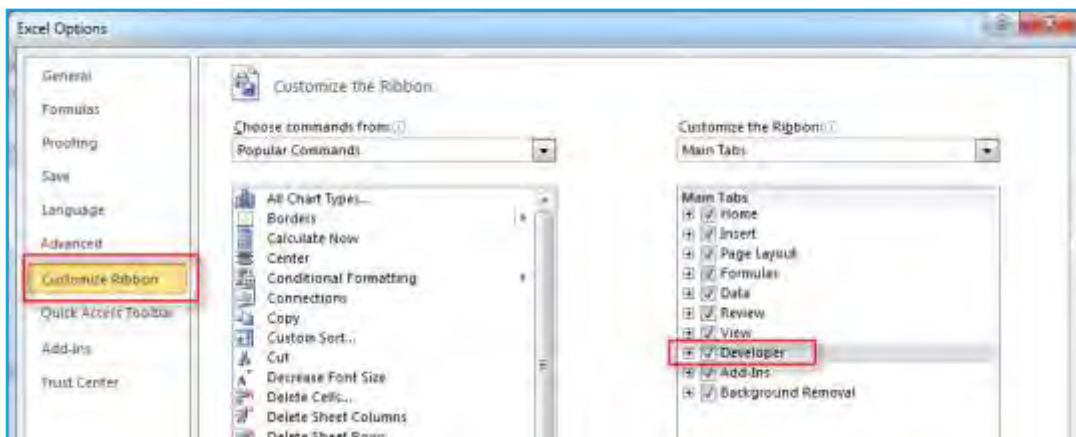 Excel Options
General
Formulas
Proofing
Save
Language
Advanced
Customize Ribbon
Quick Access Toolbar
Add-Ins
Trust Center
Customize the Ribbon.
Choose commands from:
Popular Commands
All Chart Types...
Borders
Calculate Now
Center
Conditional Formatting
Connections
Copy
Custom Sort...
Cut
Decrease Font Size
Delete Cells...
Delete Sheet Columns
Delete Sheet Rows
Customize the Ribbon:
Main Tabs
Main Tabs
Home
Insert
Page Layout
Formulas
Data
Review
View
Developer
Add-Ins
Background Removal